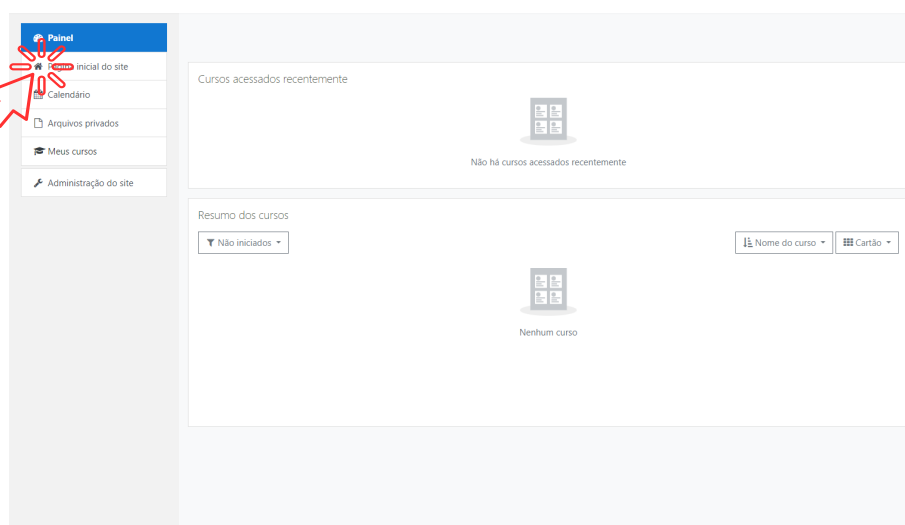 Painel
Página inicial do site
Calendário
Arquivos privados
Meus cursos
Administração do site
Cursos acessados recentemente
Não há cursos acessados recentemente
Resumo dos cursos
Não iniciados
Nome do curso
Cartão
Nenhum curso